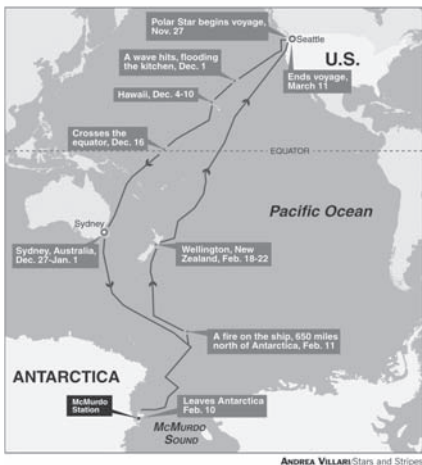 Polar Star begins voyage,
Nov. 27
Seattle
U.S.
A wave hits, flooding
the kitchen, Dec. 1
Ends voyage,
March 11
Hawaii, Dec. 4-10
Crosses the
equator, Dec. 16
EQUATOR
Pacific Ocean
Sydney
Sydney, Australia,
Dec. 27-Jan. 1
Wellington, New
Zealand, Feb. 18-22
A fire on the ship, 650 miles
north of Antarctica, Feb. 11
ANTARCTICA
McMurdo
Station
Leaves Antarctica
Feb. 10
MCMURDO
SOUND
ANDREA VILLARI/Stars and Stripes